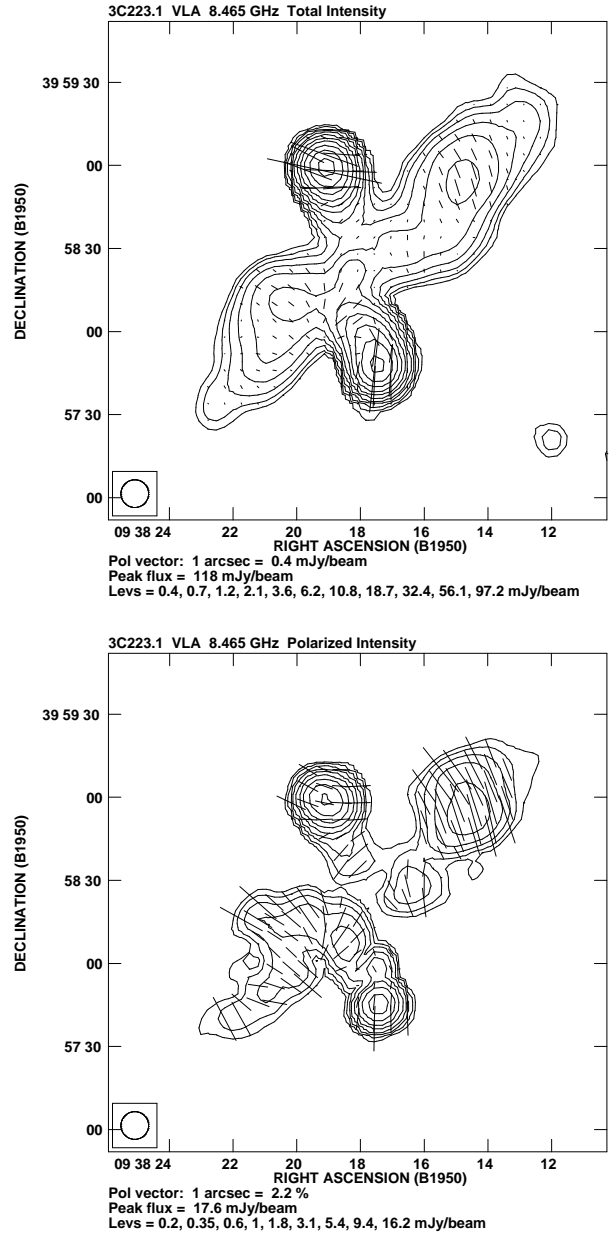 3C223.1 VLA 8.465 GHz Total Intensity
39 59 30
00
58 30
00
57 30
00
DECLINATION (B1950)
09 38 24 22 20 18 16 14 12
RIGHT ASCENSION (B1950)
Pol vector: 1 arcsec = 0.4 mJy/beam
Peak flux = 118 mJy/beam
Levs = 0.4, 0.7, 1.2, 2.1, 3.6, 6.2, 10.8, 18.7, 32.4, 56.1, 97.2 mJy/beam
3C223.1 VLA 8.465 GHz Polarized Intensity
39 59 30
00
58 30
00
57 30
00
DECLINATION (B1950)
09 38 24 22 20 18 16 14 12
RIGHT ASCENSION (B1950)
Pol vector: 1 arcsec = 2.2 %
Peak flux = 17.6 mJy/beam
Levs = 0.2, 0.35, 0.6, 1, 1.8, 3.1, 5.4, 9.4, 16.2 mJy/beam